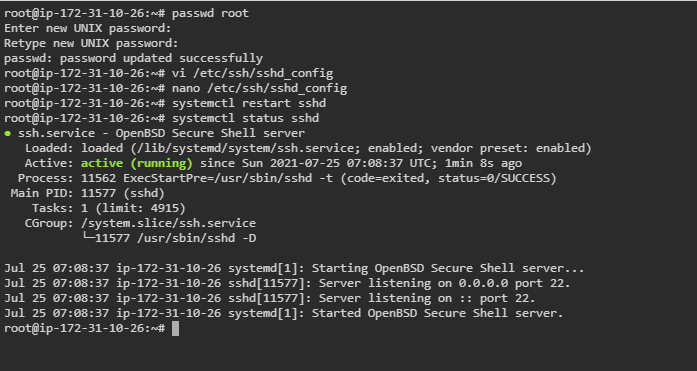 root@ip-172-31-10-26:~# passwd root
Enter new UNIX password:
Retype new UNIX password:
passwd: password updated successfully
root@ip-172-31-10-26:~# vi /etc/ssh/sshd_config
root@ip-172-31-10-26:~# nano /etc/ssh/sshd_config
root@ip-172-31-10-26:~# systemctl restart sshd
root@ip-172-31-10-26:~# systemctl status sshd
● ssh.service - OpenBSD Secure Shell server
   Loaded: loaded (/lib/systemd/system/ssh.service; enabled; vendor preset: enabled)
   Active: active (running) since Sun 2021-07-25 07:08:37 UTC; 1min 8s ago
  Process: 11562 ExecStartPre=/usr/sbin/sshd -t (code=exited, status=0/SUCCESS)
 Main PID: 11577 (sshd)
    Tasks: 1 (limit: 4915)
   CGroup: /system.slice/ssh.service
           └─11577 /usr/sbin/sshd -D
Jul 25 07:08:37 ip-172-31-10-26 systemd[1]: Starting OpenBSD Secure Shell server...
Jul 25 07:08:37 ip-172-31-10-26 sshd[11577]: Server listening on 0.0.0.0 port 22.
Jul 25 07:08:37 ip-172-31-10-26 sshd[11577]: Server listening on :: port 22.
Jul 25 07:08:37 ip-172-31-10-26 systemd[1]: Started OpenBSD Secure Shell server.
root@ip-172-31-10-26:~#